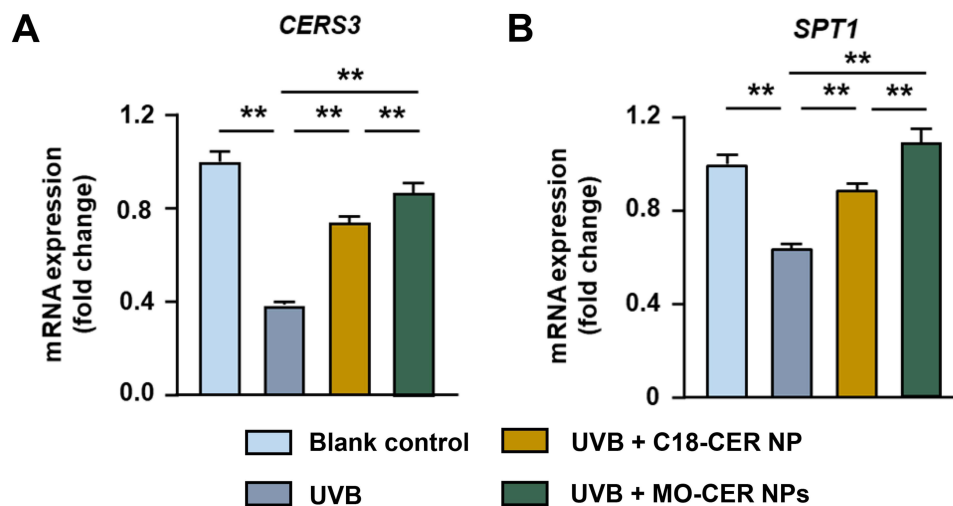 A
CERS3
mRNA expression
(fold change)
1.2
0.8
0.4
0.0
**
** ** **
B
SPT1
mRNA expression
(fold change)
1.2
0.8
0.4
0
**
** ** **
Blank control
UVB + C18-CER NP
UVB
UVB + MO-CER NPs